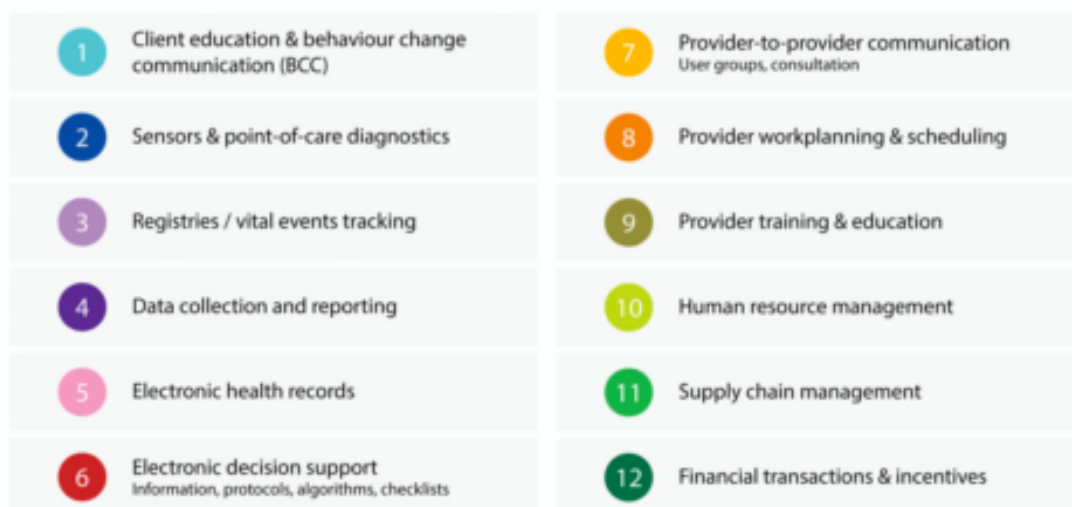 1
Client education & behaviour change
communication (BCC)
2
Sensors & point-of-care diagnostics
3
Registries / vital events tracking
4
Data collection and reporting
5
Electronic health records
6
Electronic decision support
Information, protocols, algorithms, checklists
7
Provider-to-provider communication
User groups, consultation
8
Provider workplanning & scheduling
9
Provider training & education
10
Human resource management
11
Supply chain management
12
Financial transactions & incentives